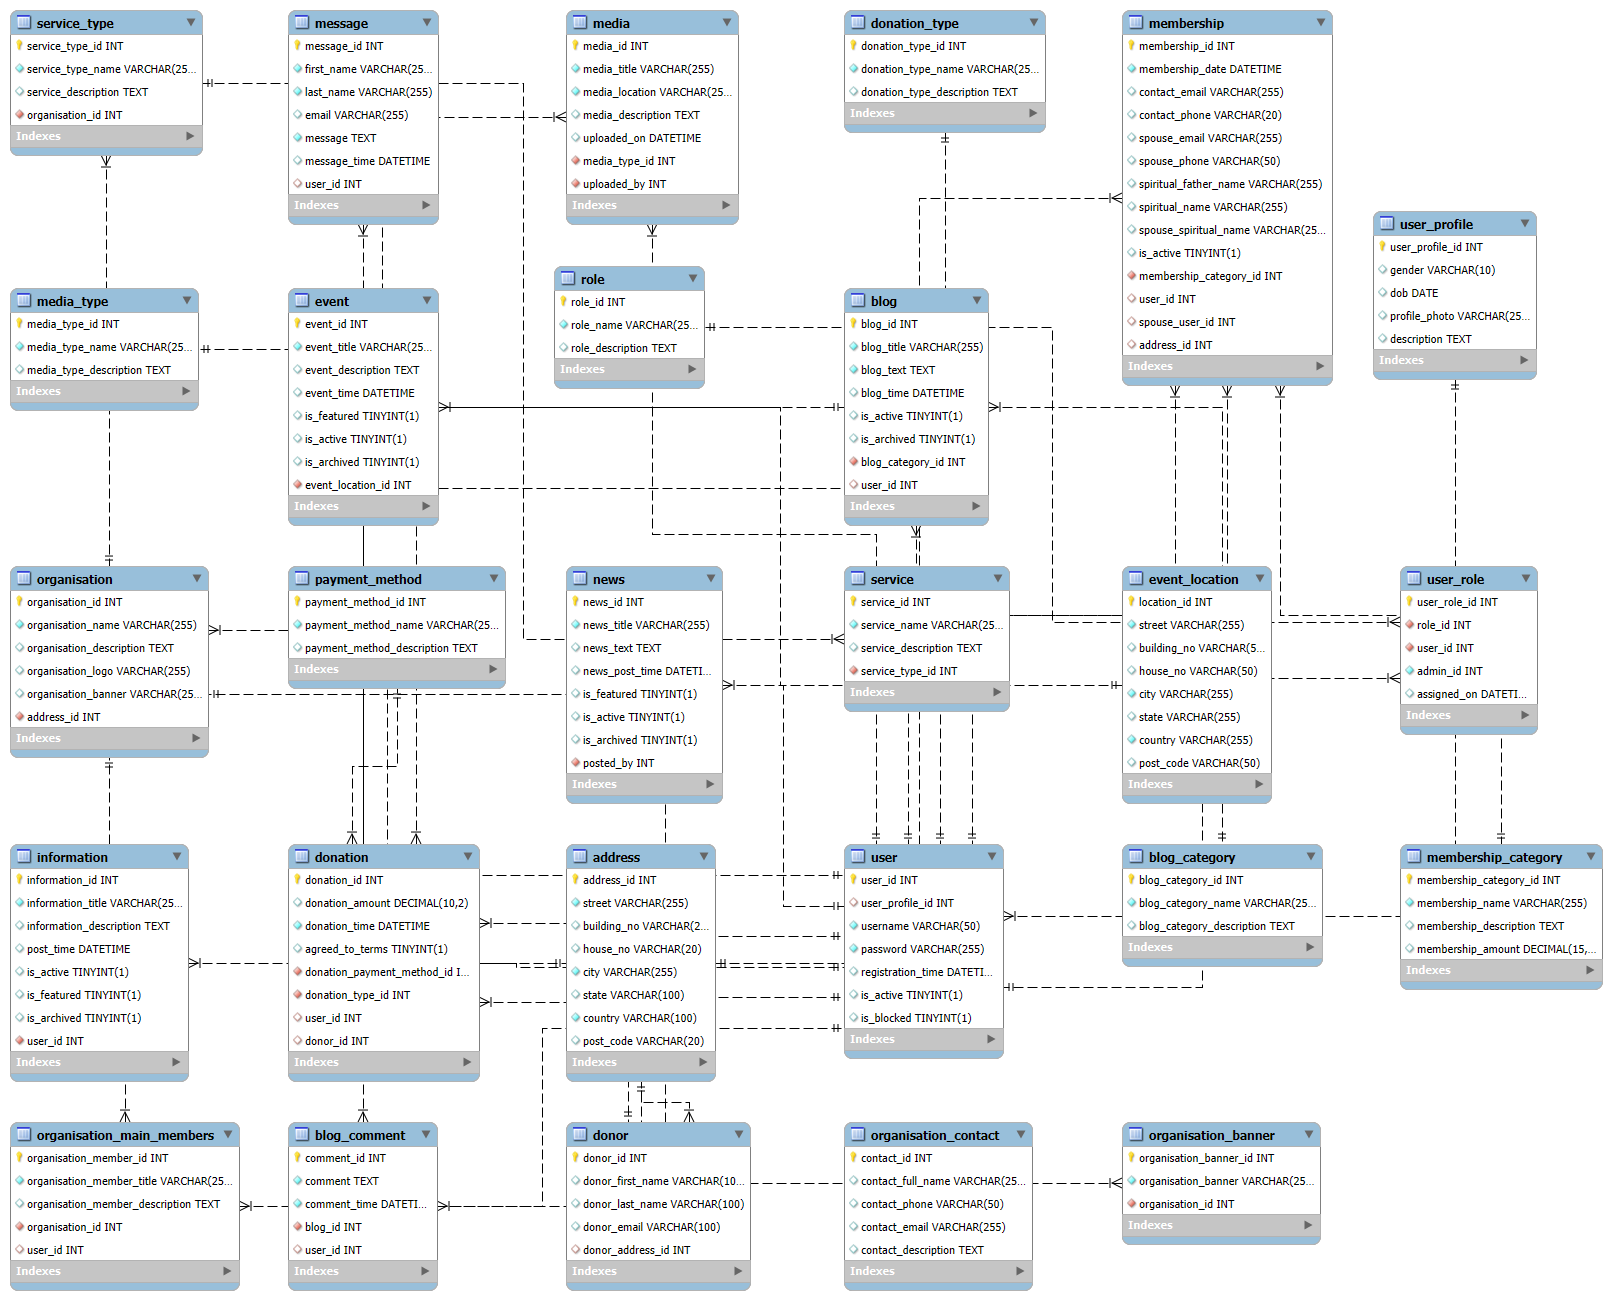 service_type
service_type_id INT
service_type_name VARCHAR(25...
service_description TEXT
organisation_id INT
Indexes
message
message_id INT
first_name VARCHAR(25...
last_name VARCHAR(255)
email VARCHAR(255)
message TEXT
message_time DATETIME
user_id INT
Indexes
media
media_id INT
media_title VARCHAR(255)
media_location VARCHAR(25...
media_description TEXT
uploaded_on DATETIME
media_type_id INT
uploaded_by INT
Indexes
donation_type
donation_type_id INT
donation_type_name VARCHAR(25...
donation_type_description TEXT
Indexes
membership
membership_id INT
membership_date DATETIME
contact_email VARCHAR(255)
contact_phone VARCHAR(20)
spouse_email VARCHAR(255)
spouse_phone VARCHAR(50)
spiritual_father_name VARCHAR(255)
spiritual_name VARCHAR(255)
spouse_spiritual_name VARCHAR(25...
is_active TINYINT(1)
membership_category_id INT
user_id INT
spouse_user_id INT
address_id INT
Indexes
user_profile
user_profile_id INT
gender VARCHAR(10)
dob DATE
profile_photo VARCHAR(25...
description TEXT
Indexes
media_type
media_type_id INT
media_type_name VARCHAR(25...
media_type_description TEXT
Indexes
event
event_id INT
event_title VARCHAR(255...
event_description TEXT
event_time DATETIME
is_featured TINYINT(1)
is_active TINYINT(1)
is_archived TINYINT(1)
event_location_id INT
Indexes
role
role_id INT
role_name VARCHAR(25...
role_description TEXT
Indexes
blog
blog_id INT
blog_title VARCHAR(255)
blog_text TEXT
blog_time DATETIME
is_active TINYINT(1)
is_archived TINYINT(1)
blog_category_id INT
user_id INT
Indexes
organisation
organisation_id INT
organisation_name VARCHAR(255)
organisation_description TEXT
organisation_logo VARCHAR(255)
organisation_banner VARCHAR(25...
address_id INT
Indexes
payment_method
payment_method_id INT
payment_method_name VARCHAR(25...
payment_method_description TEXT
Indexes
news
news_id INT
news_title VARCHAR(255)
news_text TEXT
news_post_time DATETI...
is_featured TINYINT(1)
is_active TINYINT(1)
is_archived TINYINT(1)
posted_by INT
Indexes
service
service_id INT
service_name VARCHAR(25...
service_description TEXT
service_type_id INT
Indexes
event_location
location_id INT
street VARCHAR(255)
building_no VARCHAR(5...
house_no VARCHAR(50)
city VARCHAR(255)
state VARCHAR(255)
country VARCHAR(255)
post_code VARCHAR(50)
Indexes
user_role
user_role_id INT
role_id INT
user_id INT
admin_id INT
assigned_on DATETI...
Indexes
information
information_id INT
information_title VARCHAR(25...
information_description TEXT
post_time DATETIME
is_active TINYINT(1)
is_featured TINYINT(1)
is_archived TINYINT(1)
user_id INT
Indexes
donation
donation_id INT
donation_amount DECIMAL(10,2)
donation_time DATETIME
agreed_to_terms TINYINT(1)
donation_payment_method_id I...
donation_type_id INT
user_id INT
donor_id INT
Indexes
address
address_id INT
street VARCHAR(255)
building_no VARCHAR(2...
house_no VARCHAR(20)
city VARCHAR(255)
state VARCHAR(100)
country VARCHAR(100)
post_code VARCHAR(20)
Indexes
user
user_id INT
user_profile_id INT
username VARCHAR(50)
password VARCHAR(255)
registration_time DATETI...
is_active TINYINT(1)
is_blocked TINYINT(1)
Indexes
blog_category
blog_category_id INT
blog_category_name VARCHAR(25...
blog_category_description TEXT
Indexes
membership_category
membership_category_id INT
membership_name VARCHAR(255)
membership_description TEXT
membership_amount DECIMAL(15,...
Indexes
organisation_main_members
organisation_member_id INT
organisation_member_title VARCHAR(25...
organisation_member_description TEXT
organisation_id INT
user_id INT
Indexes
blog_comment
comment_id INT
comment TEXT
comment_time DATETI...
blog_id INT
user_id INT
Indexes
donor
donor_id INT
donor_first_name VARCHAR(10...
donor_last_name VARCHAR(100)
donor_email VARCHAR(100)
donor_address_id INT
Indexes
organisation_contact
contact_id INT
contact_full_name VARCHAR(25...
contact_phone VARCHAR(50)
contact_email VARCHAR(255)
contact_description TEXT
Indexes
organisation_banner
organisation_banner_id INT
organisation_banner VARCHAR(25...
organisation_id INT
Indexes